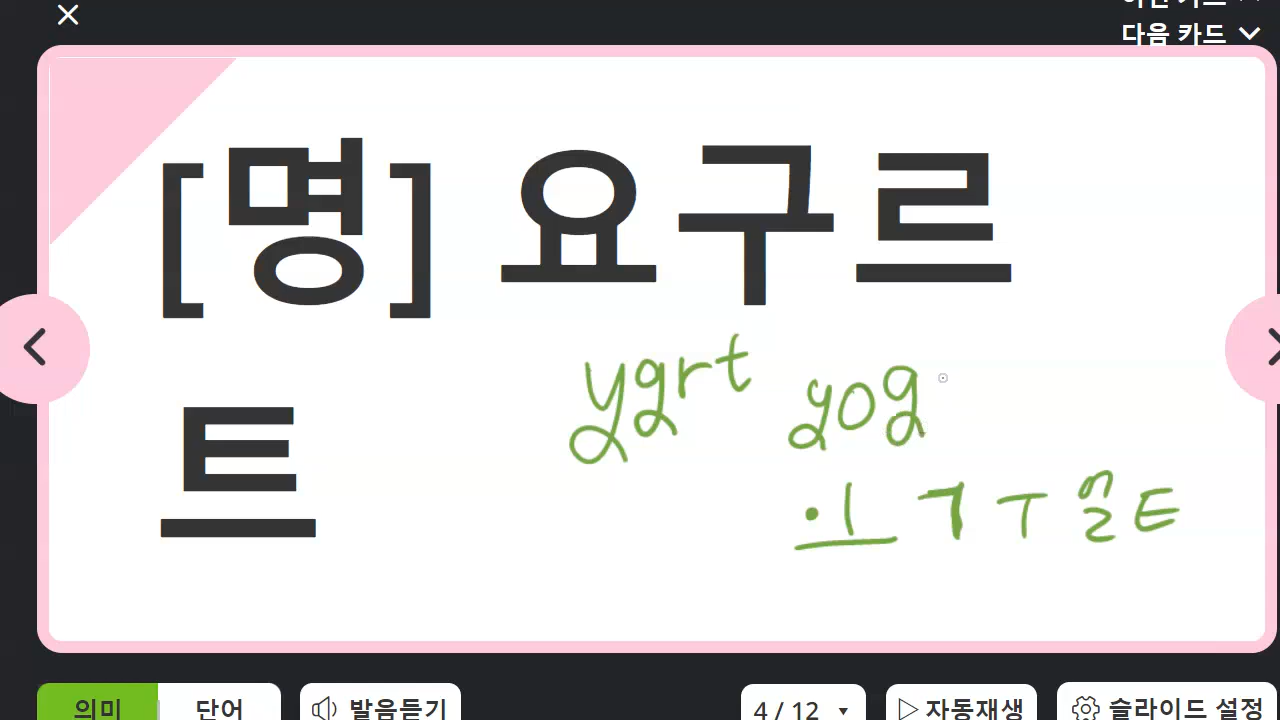 다음 카드
[명] 요구르
트
ygrt yog
ㅣ ㄱ ㅜ ㄹ ㅌ
의미 단어 발음듣기 4 / 12 자동재생 슬라이드 설정